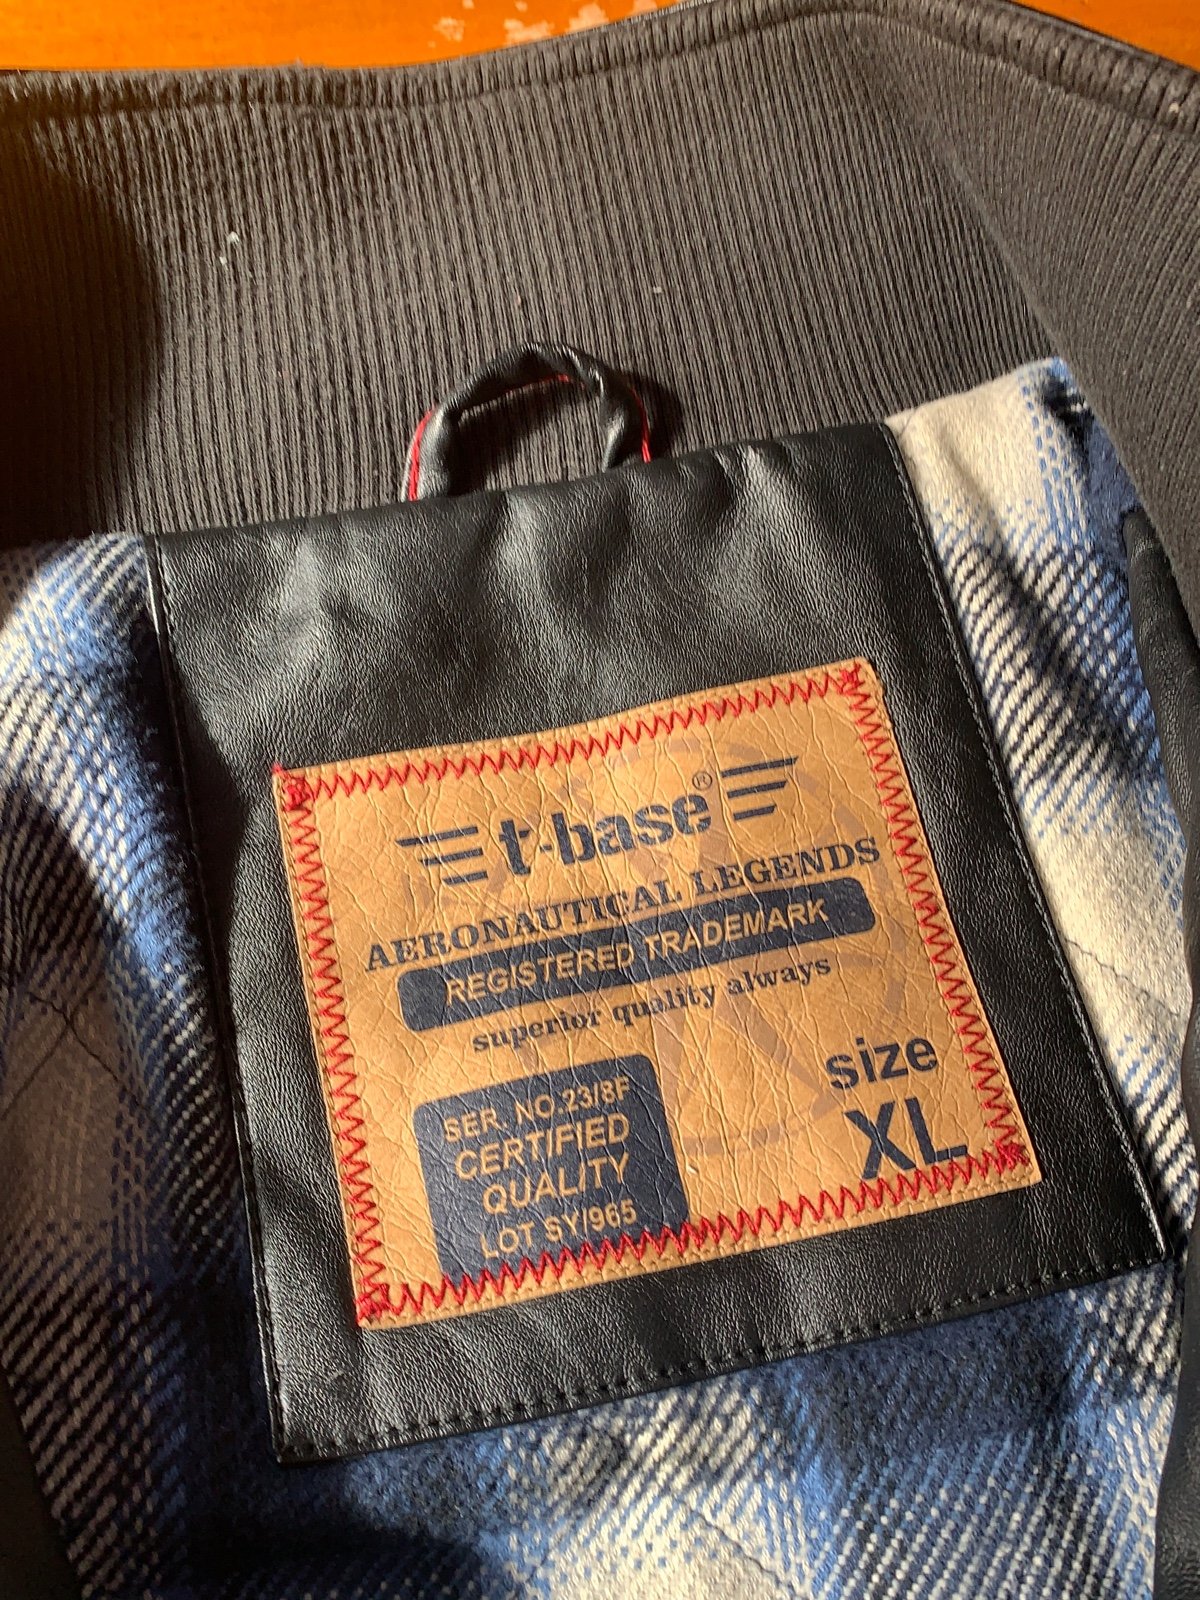 t-base®
AERONAUTICAL LEGENDS
REGISTERED TRADEMARK
superior quality always
size
XL
SER. NO.23/8F
CERTIFIED
QUALITY
LOT SY/965